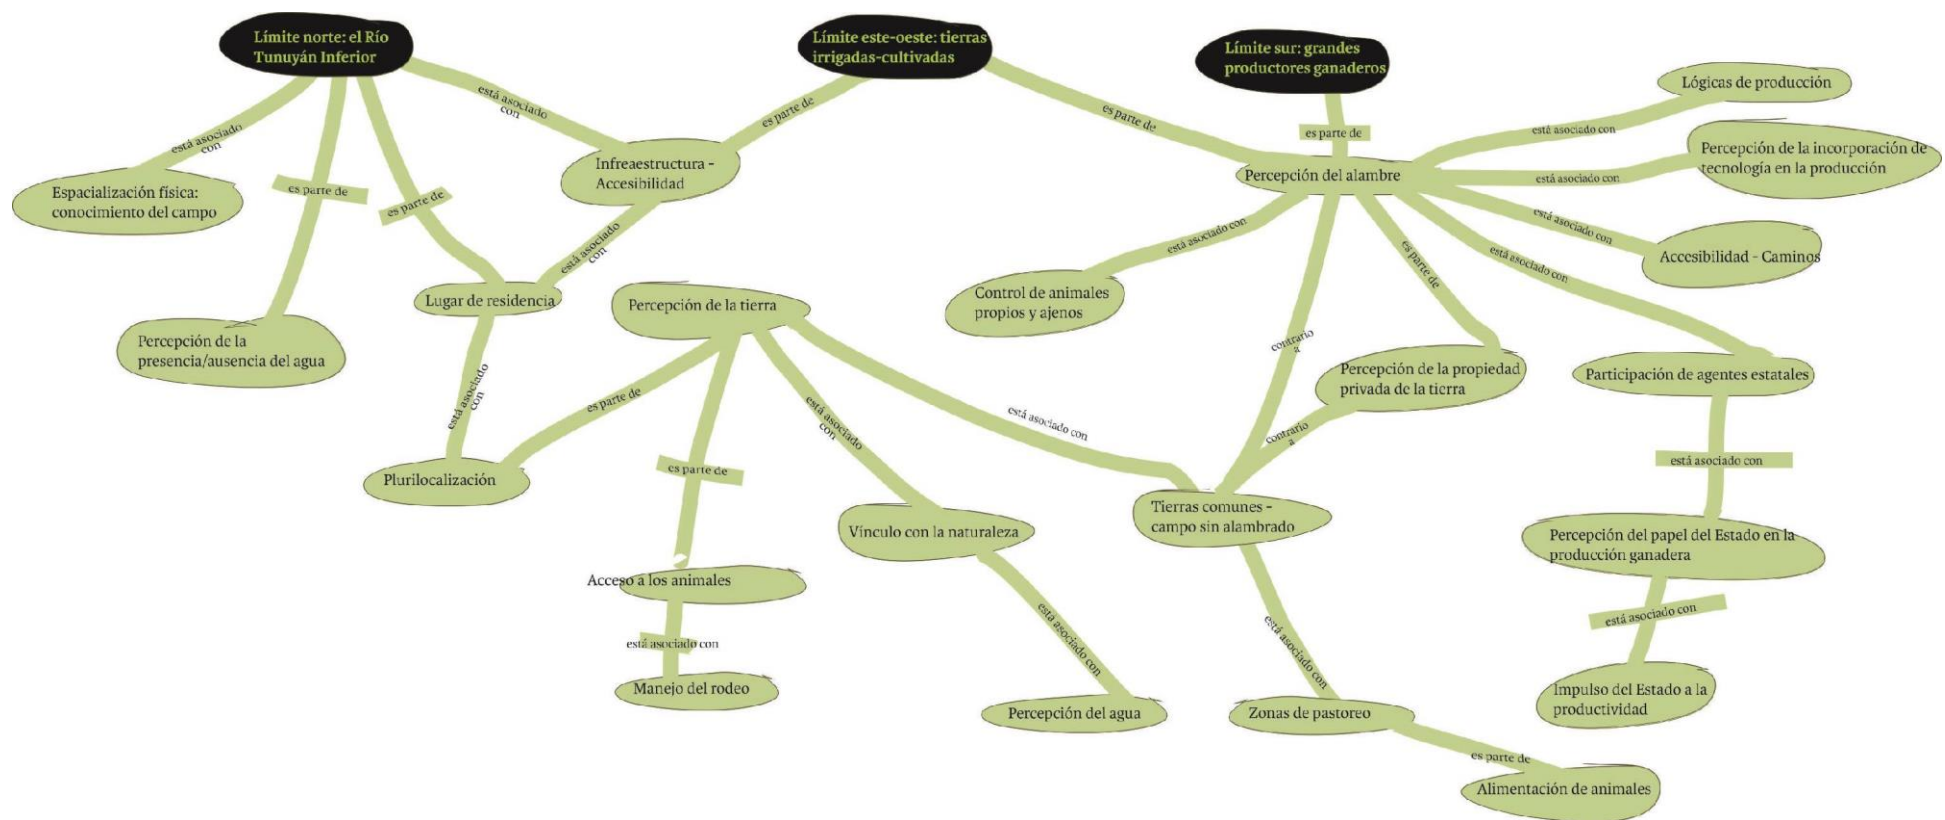 Límite norte: el Río
Tunuyán Inferior
Límite este-oeste: tierras
irrigadas-cultivadas
Límite sur: grandes
productores ganaderos
está asociado
con
es parte de
es parte de
está asociado
con
es parte de
es parte de
es parte de
Lógicas de producción
está asociado con
Percepción de la incorporación de
tecnología en la producción
está asociado con
Infreaestructura -
Accesibilidad
Percepción del alambre
Espacialización física:
conocimiento del campo
está asociado
con
está asociado con
es parte de
está asociado con
está asociado con
Accesibilidad - Caminos
Lugar de residencia
Percepción de la tierra
Control de animales
propios y ajenos
Percepción de la
presencia/ausencia del agua
contrario
a
Percepción de la propiedad
privada de la tierra
Participación de agentes estatales
está asociado
con
es parte de
está asociado
con
está asociado con
contrario
a
está asociado con
Plurilocalización
es parte de
Tierras comunes -
campo sin alambrado
Vínculo con la naturaleza
Percepción del papel del Estado en la
producción ganadera
Acceso a los animales
está asociado con
está asociado con
está asociado con
está asociado con
Manejo del rodeo
Percepción del agua
Zonas de pastoreo
Impulso del Estado a la
productividad
es parte de
Alimentación de animales